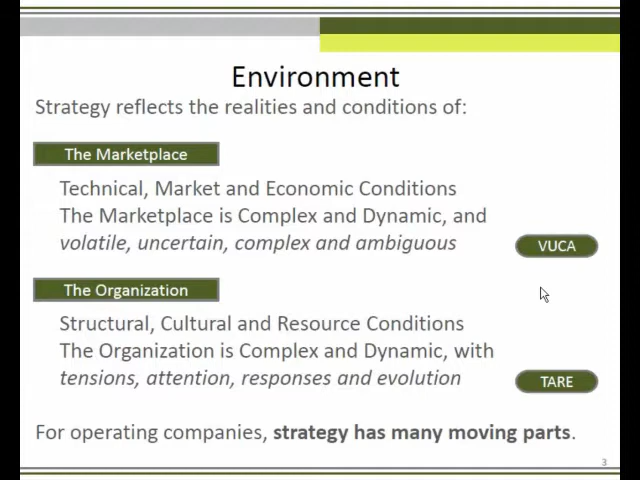 Environment
Strategy reflects the realities and conditions of:
The Marketplace
Technical, Market and Economic Conditions
The Marketplace is Complex and Dynamic, and
volatile, uncertain, complex and ambiguous
VUCA
The Organization
Structural, Cultural and Resource Conditions
The Organization is Complex and Dynamic, with
tensions, attention, responses and evolution
TARE
For operating companies, strategy has many moving parts.
3